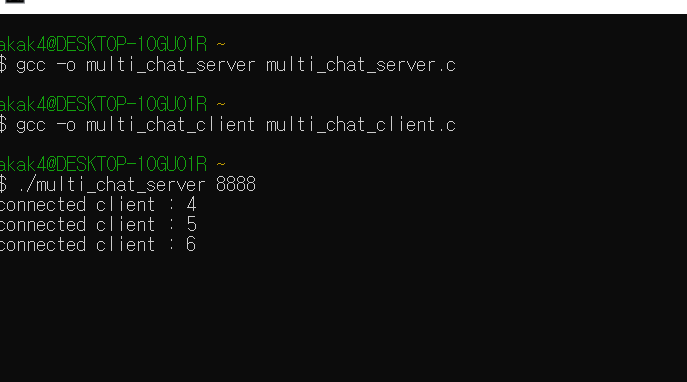 akak4@DESKTOP-10GU01R ~
$ gcc -o multi_chat_server multi_chat_server.c
akak4@DESKTOP-10GU01R ~
$ gcc -o multi_chat_client multi_chat_client.c
akak4@DESKTOP-10GU01R ~
$ ./multi_chat_server 8888
connected client : 4
connected client : 5
connected client : 6